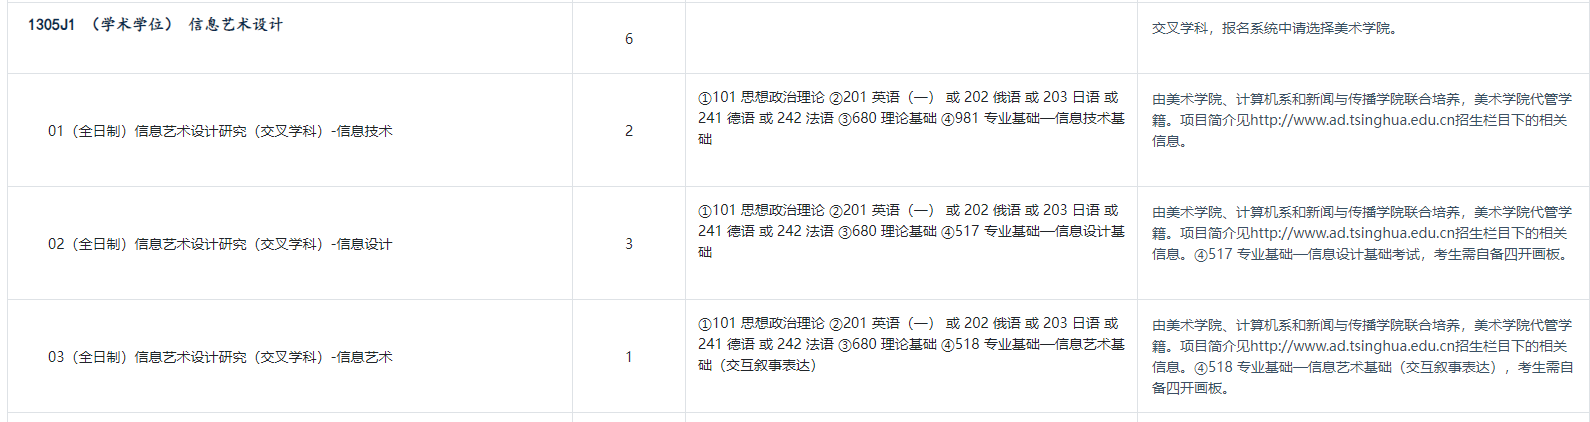 1305J1 （学术学位） 信息艺术设计
6
交叉学科，报名系统中请选择美术学院。
01（全日制）信息艺术设计研究（交叉学科）-信息技术
2
①101 思想政治理论 ②201 英语（一） 或 202 俄语 或 203 日语 或
241 德语 或 242 法语 ③680 理论基础 ④981 专业基础—信息技术基
础
由美术学院、计算机系和新闻与传播学院联合培养，美术学院代管学
籍。项目简介见http://www.ad.tsinghua.edu.cn招生栏目下的相关
信息。
02（全日制）信息艺术设计研究（交叉学科）-信息设计
3
①101 思想政治理论 ②201 英语（一） 或 202 俄语 或 203 日语 或
241 德语 或 242 法语 ③680 理论基础 ④517 专业基础—信息设计基
础
由美术学院、计算机系和新闻与传播学院联合培养，美术学院代管学
籍。项目简介见http://www.ad.tsinghua.edu.cn招生栏目下的相关
信息。④517 专业基础—信息设计基础考试，考生需自备四开画板。
03（全日制）信息艺术设计研究（交叉学科）-信息艺术
1
①101 思想政治理论 ②201 英语（一） 或 202 俄语 或 203 日语 或
241 德语 或 242 法语 ③680 理论基础 ④518 专业基础—信息艺术基
础（交互叙事表达）
由美术学院、计算机系和新闻与传播学院联合培养，美术学院代管学
籍。项目简介见http://www.ad.tsinghua.edu.cn招生栏目下的相关
信息。④518 专业基础—信息艺术基础（交互叙事表达），考生需自
备四开画板。